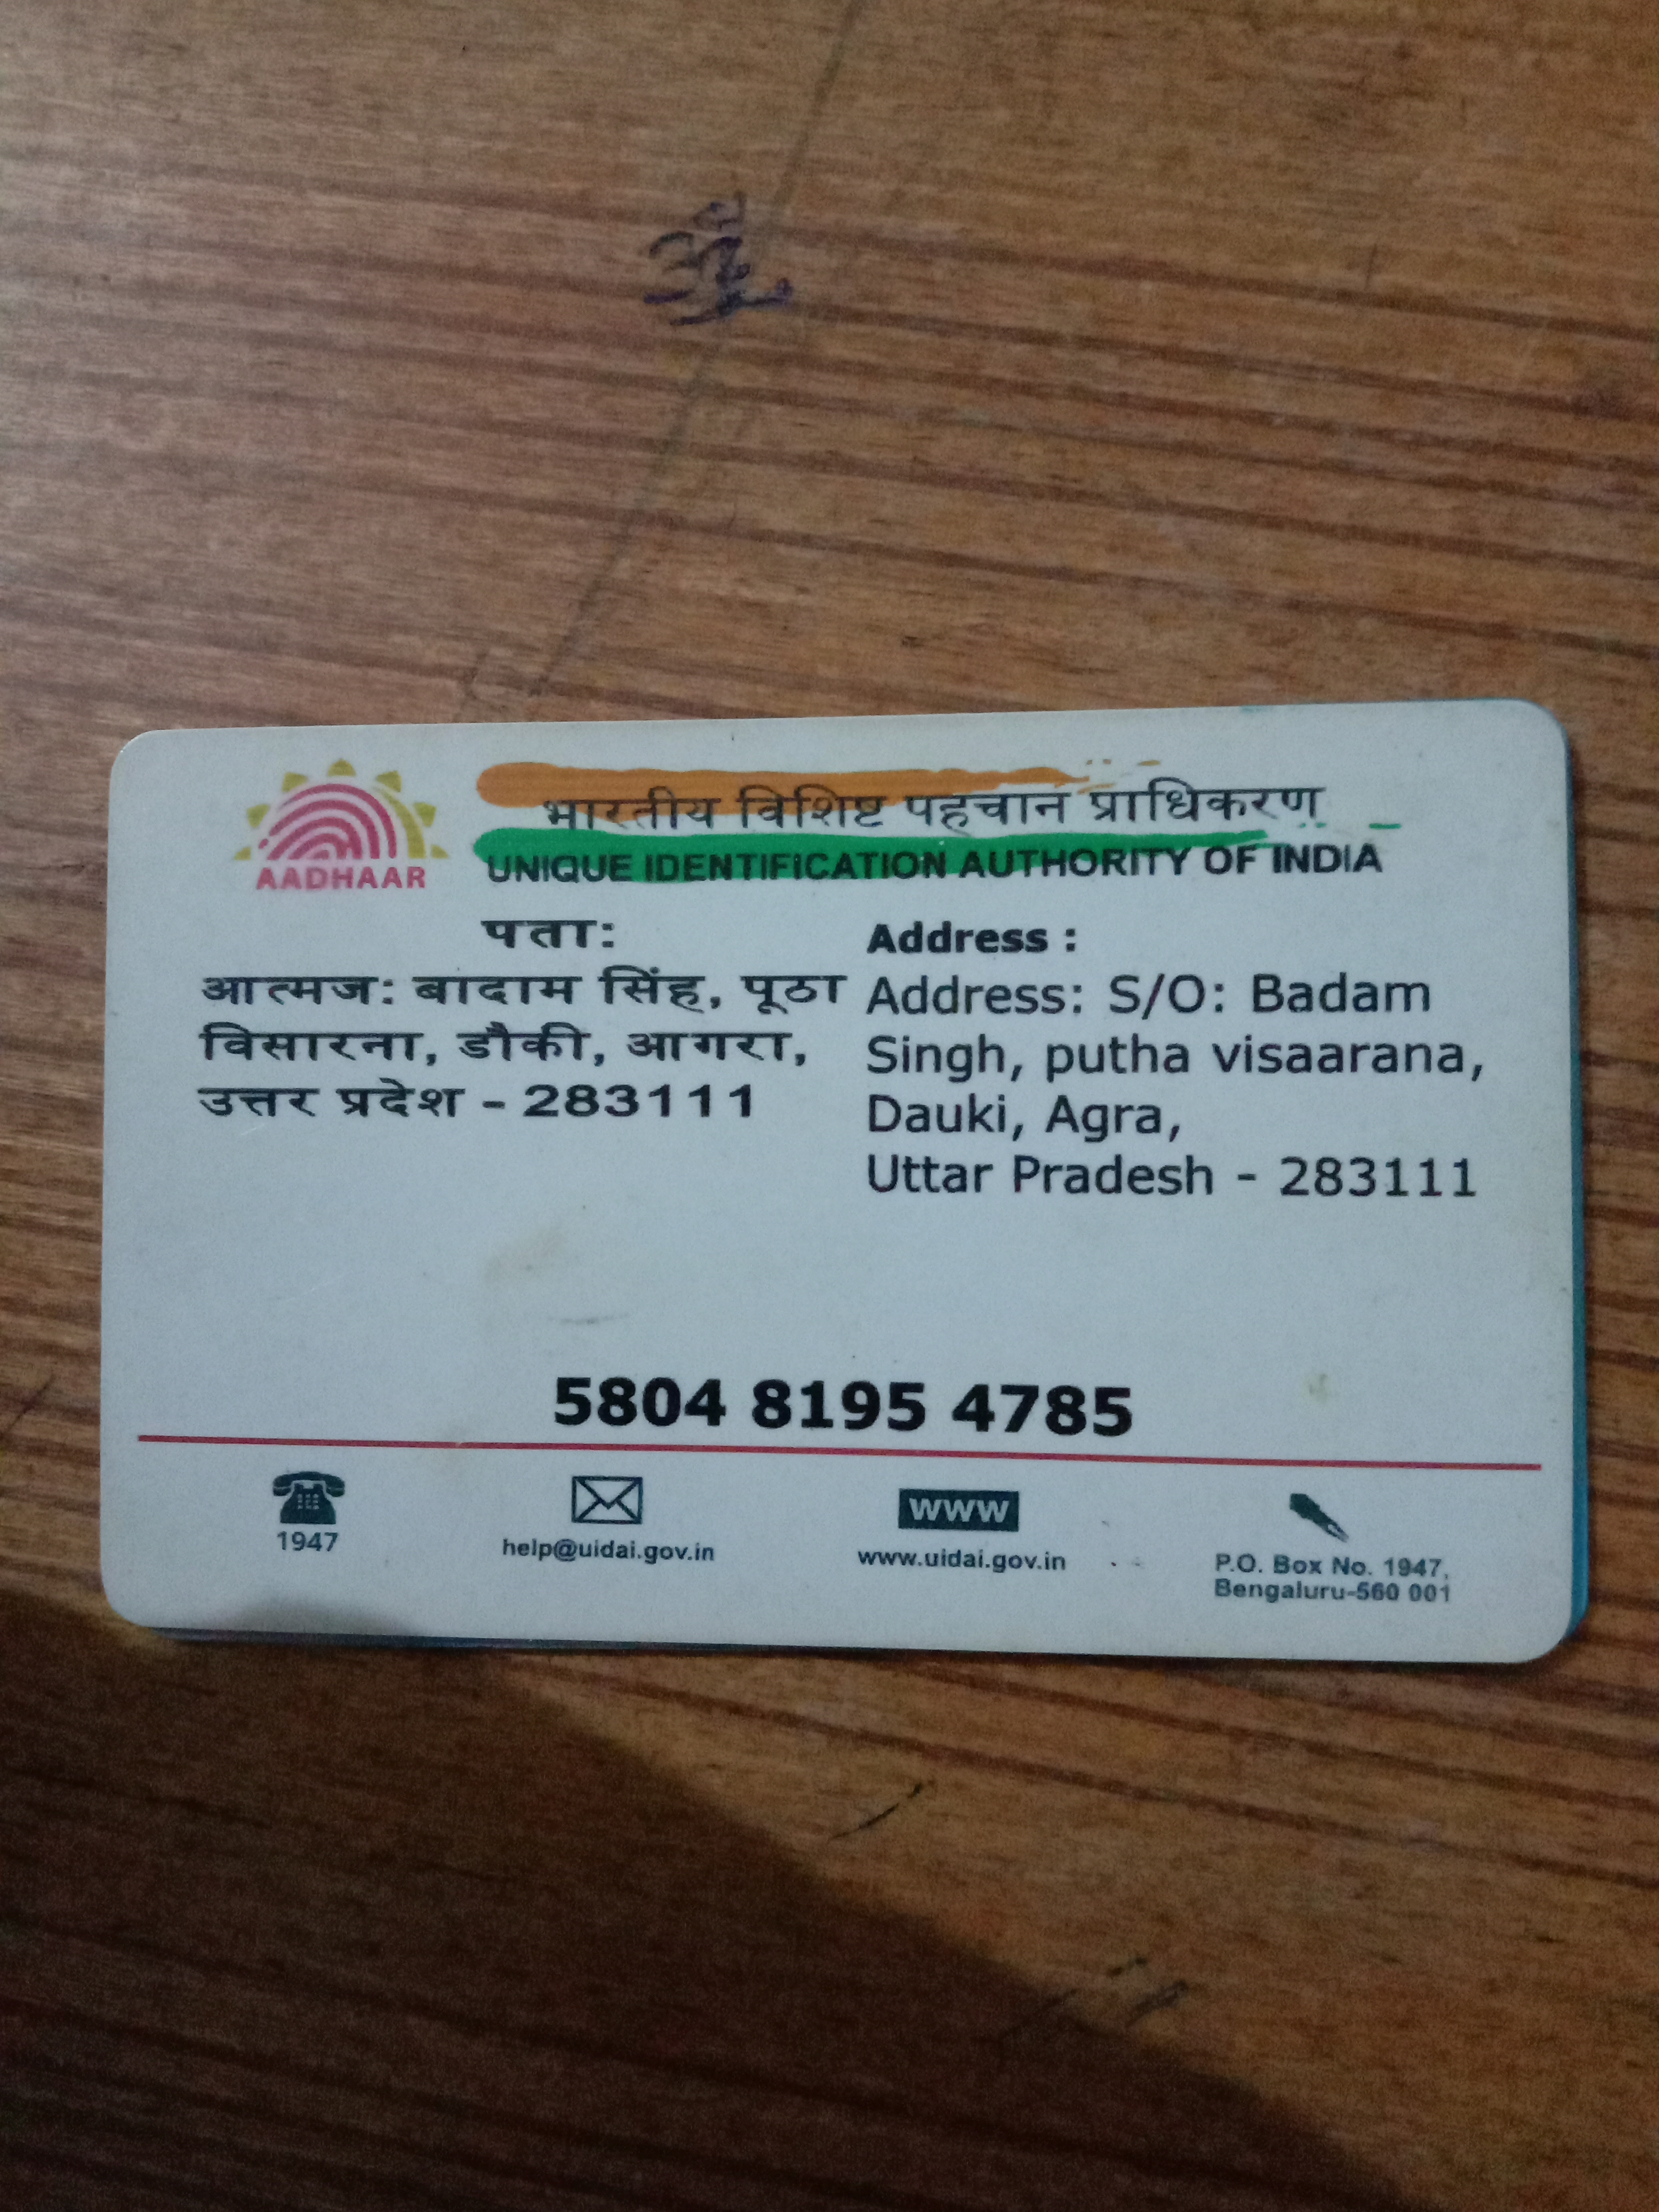 भारतीय विशिष्ट पहचान प्राधिकरण
UNIQUE IDENTIFICATION AUTHORITY OF INDIA
AADHAAR
पता:
आत्मज: बादाम सिंह, पूठा
विसारना, डौकी, आगरा,
उत्तर प्रदेश - 283111
Address :
Address: S/O: Badam
Singh, putha visaarana,
Dauki, Agra,
Uttar Pradesh - 283111
5804 8195 4785
1947
help@uidai.gov.in
www
www.uidai.gov.in
P.O. Box No. 1947,
Bengaluru-560 001